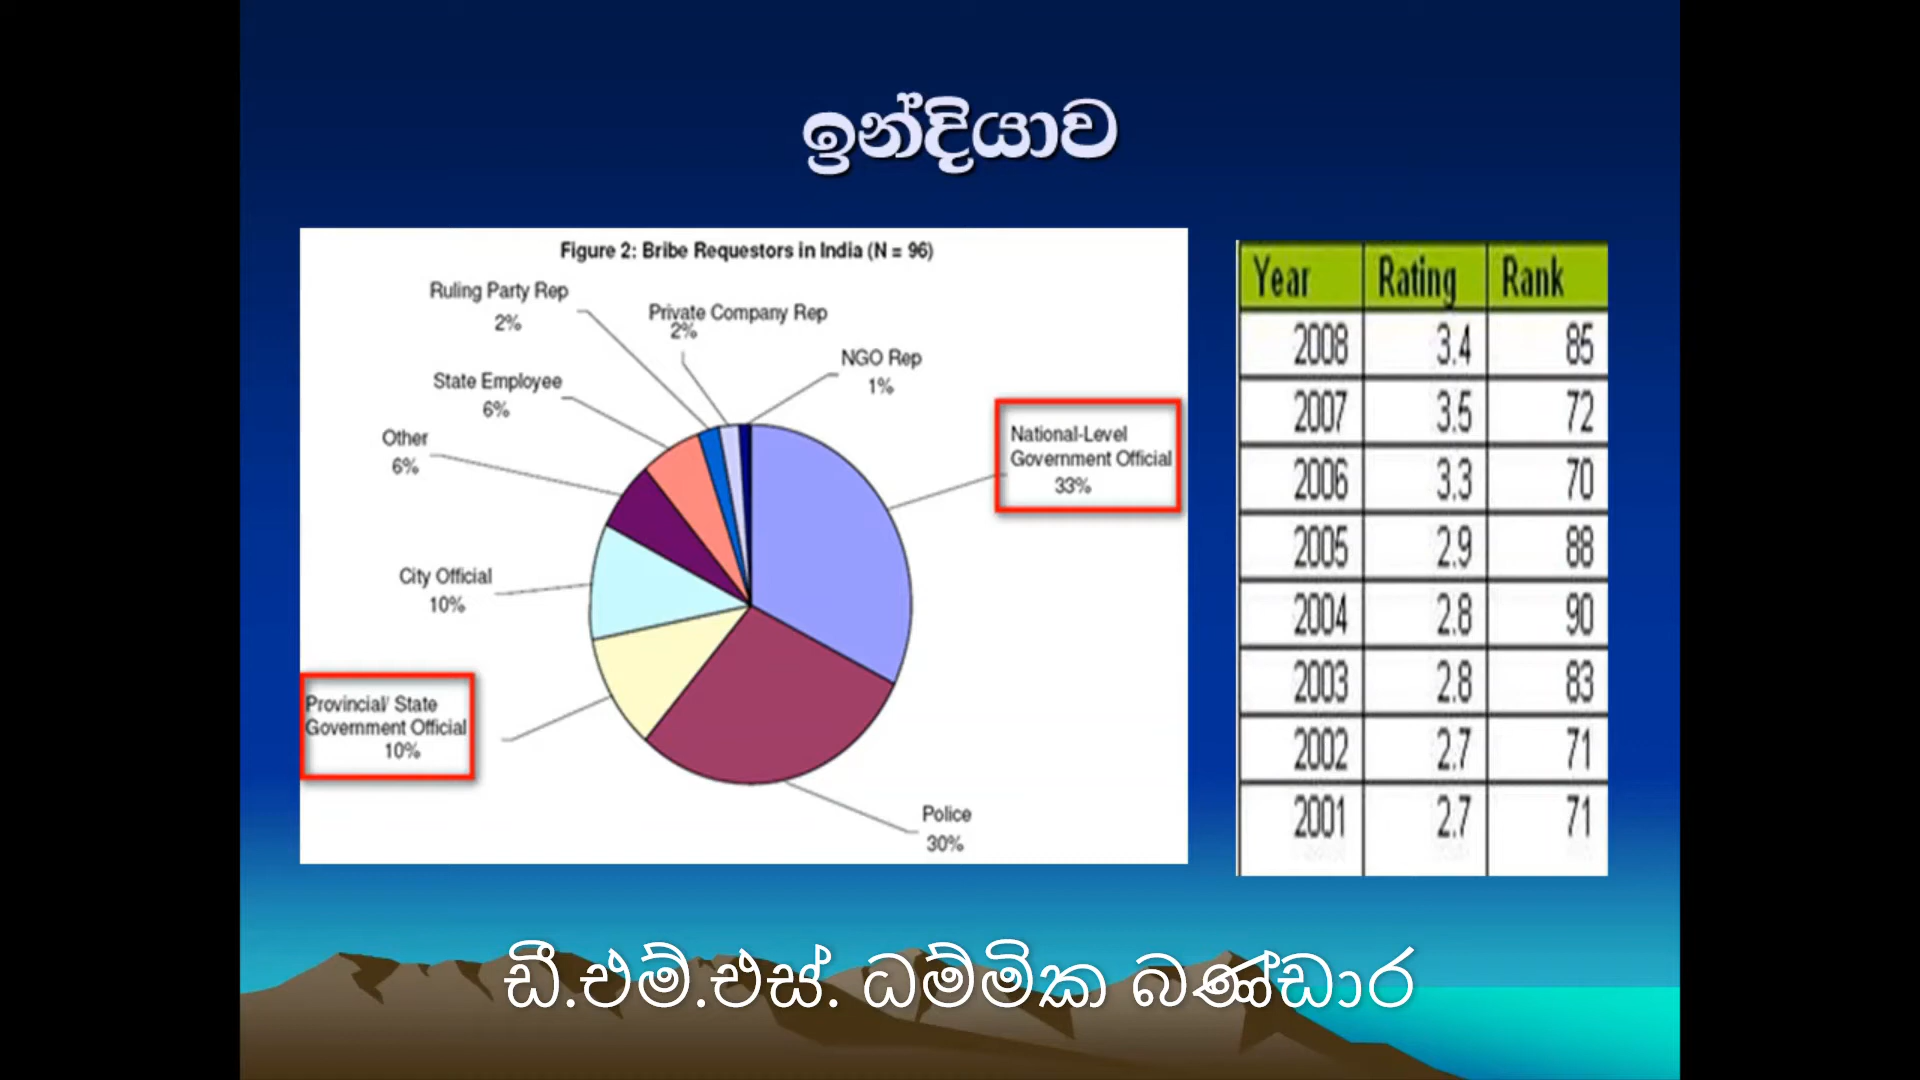 ඉන්දියාව
Figure 2: Bribe Requestors in India (N = 96)
Ruling Party Rep
2%
Private Company Rep
2%
NGO Rep
1%
State Employee
6%
National-Level
Government Official
33%
Other
6%
City Official
10%
Provincial/ State
Government Official
10%
Police
30%
Year Rating Rank
2008 3.4 85
2007 3.5 72
2006 3.3 70
2005 2.9 88
2004 2.8 90
2003 2.8 83
2002 2.7 71
2001 2.7 71
ඩී.එම්.එස්. ධම්මික බණ්ඩාර